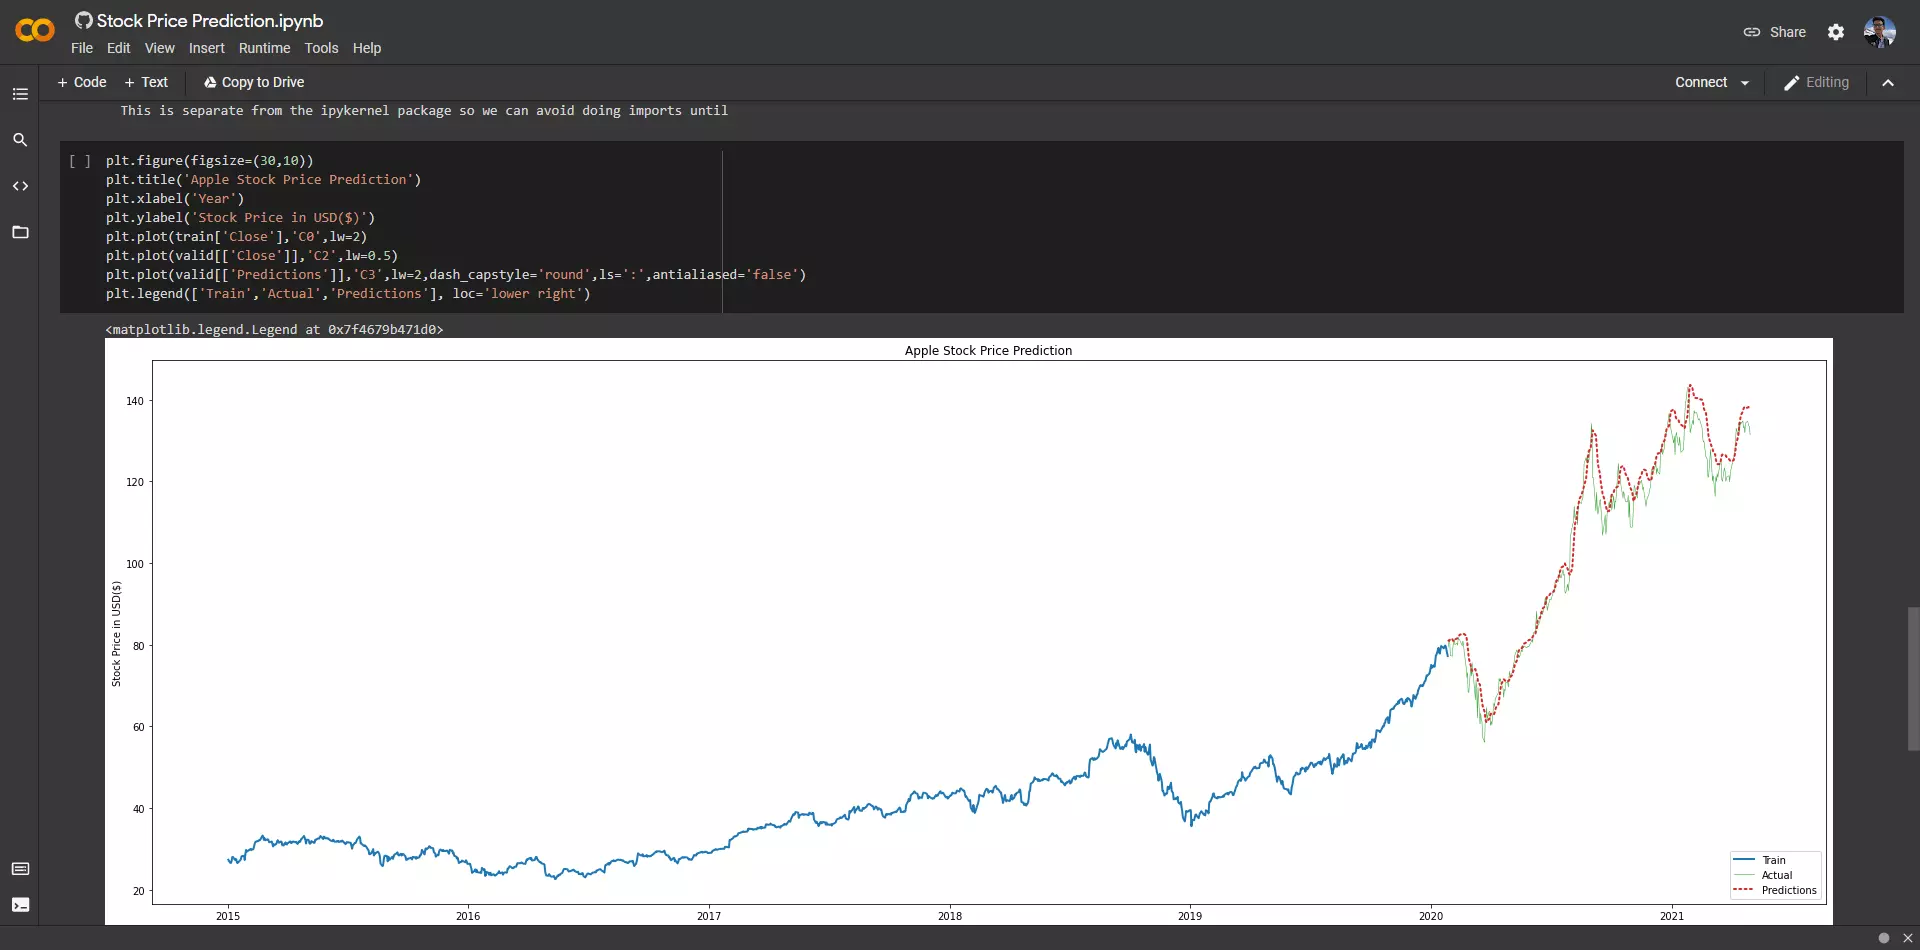 Stock Price Prediction.ipynb
File Edit View Insert Runtime Tools Help
Share
+ Code + Text Copy to Drive
Connect Editing
This is separate from the ipykernel package so we can avoid doing imports until
[ ] plt.figure(figsize=(30,10))
plt.title('Apple Stock Price Prediction')
plt.xlabel('Year')
plt.ylabel('Stock Price in USD($)')
plt.plot(train['Close'],'C0',lw=2)
plt.plot(valid[['Close']],'C2',lw=0.5)
plt.plot(valid[['Predictions']],'C3',lw=2,dash_capstyle='round',ls=':',antialiased='false')
plt.legend(['Train','Actual','Predictions'], loc='lower right')
<matplotlib.legend.Legend at 0x7f4679b471d0>
Apple Stock Price Prediction
Stock Price in USD($)
140
120
100
80
60
40
20
2015 2016 2017 2018 2019 2020 2021
Train
Actual
Predictions